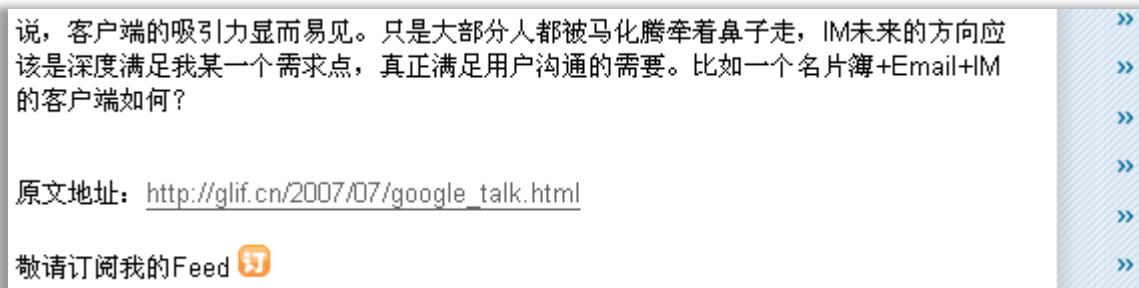 说，客户端的吸引力显而易见。只是大部分人都被马化腾牵着鼻子走，IM未来的方向应
该是深度满足我某一个需求点，真正满足用户沟通的需要。比如一个名片簿+Email+IM
的客户端如何？
原文地址：http://glif.cn/2007/07/google_talk.html
敬请订阅我的Feed 订